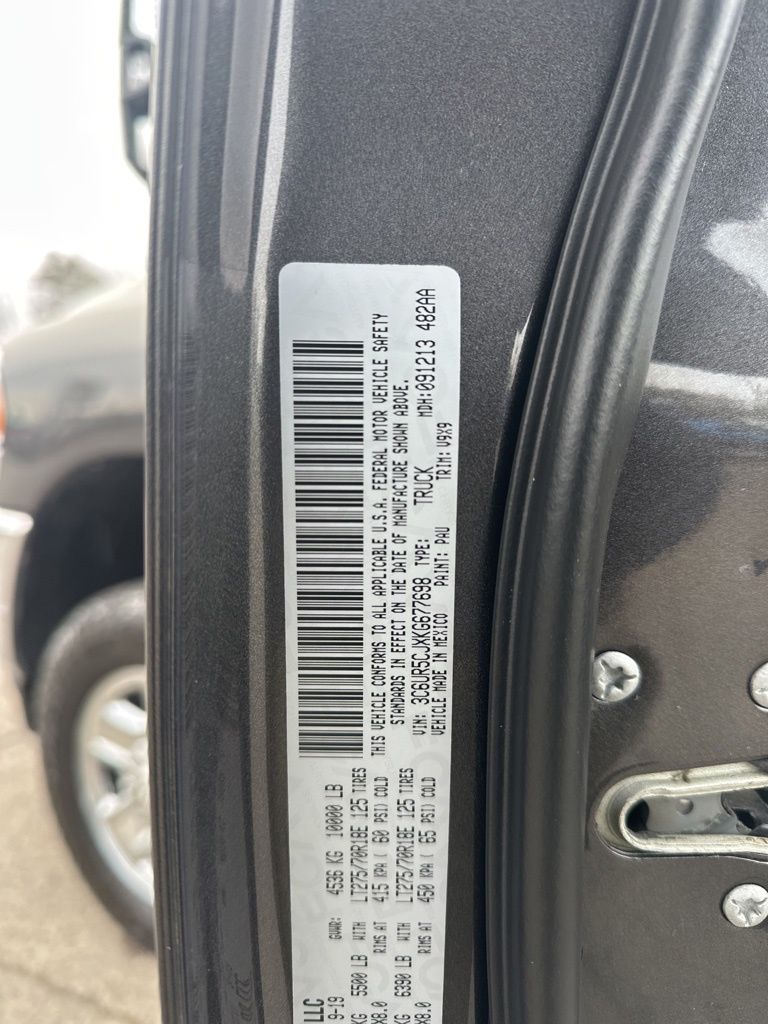 LLC
9-19 GVWR: 4536 KG 10000 LB
KG 5500 LB WITH LT275/70R18E 125 TIRES
X8.0 RIMS AT 415 KPA ( 60 PSI) COLD
KG 6390 LB WITH LT275/70R18E 125 TIRES
X8.0 RIMS AT 450 KPA ( 65 PSI) COLD
THIS VEHICLE CONFORMS TO ALL APPLICABLE U.S.A. FEDERAL MOTOR VEHICLE SAFETY
STANDARDS IN EFFECT ON THE DATE OF MANUFACTURE SHOWN ABOVE.
VIN: 3C6UR5CJXKG677698 TYPE: TRUCK MDH:091213 482AA
VEHICLE MADE IN MEXICO PAINT: PAU TRIM: V9X9